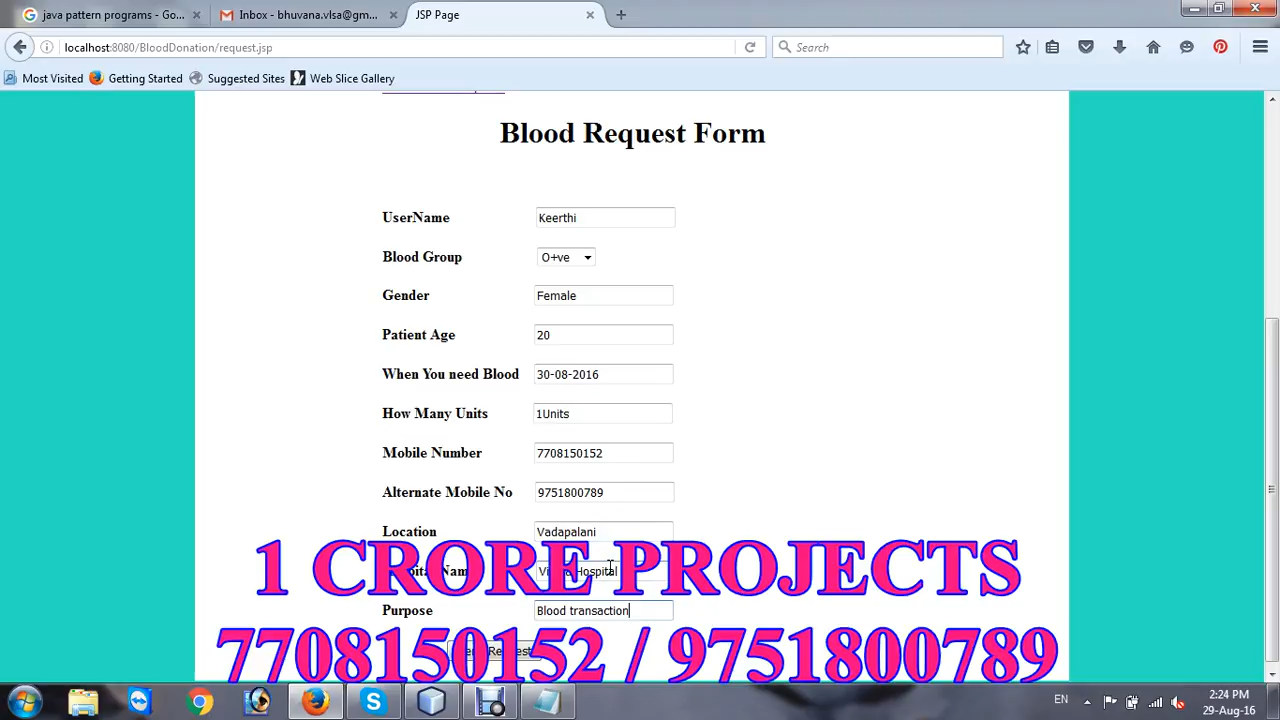 java pattern programs - Go...
Inbox - bhuvana.vlsa@gm...
JSP Page
localhost:8080/BloodDonation/request.jsp
Search
Most Visited
Getting Started
Suggested Sites
Web Slice Gallery
Blood Request Form
UserName
Keerthi
Blood Group
O+ve
Gender
Female
Patient Age
20
When You need Blood
30-08-2016
How Many Units
1Units
Mobile Number
7708150152
Alternate Mobile No
9751800789
Location
Vadapalani
1 CRORE PROJECTS
Hospital
Purpose
Blood transaction
7708150152 / 9751800789
EN
2:24 PM
29-Aug-16